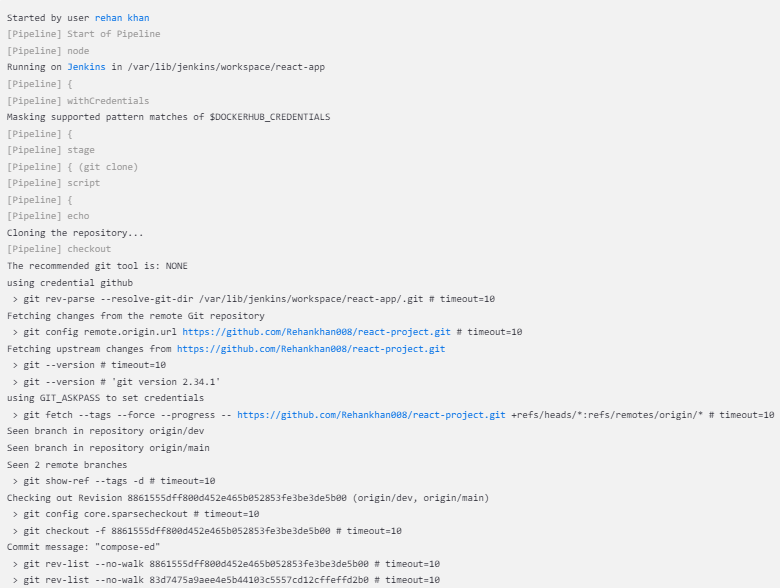 Started by user rehan khan
[Pipeline] Start of Pipeline
[Pipeline] node
Running on Jenkins in /var/lib/jenkins/workspace/react-app
[Pipeline] {
[Pipeline] withCredentials
Masking supported pattern matches of $DOCKERHUB_CREDENTIALS
[Pipeline] {
[Pipeline] stage
[Pipeline] { (git clone)
[Pipeline] script
[Pipeline] {
[Pipeline] echo
Cloning the repository...
[Pipeline] checkout
The recommended git tool is: NONE
using credential github
 > git rev-parse --resolve-git-dir /var/lib/jenkins/workspace/react-app/.git # timeout=10
Fetching changes from the remote Git repository
 > git config remote.origin.url https://github.com/Rehankhan008/react-project.git # timeout=10
Fetching upstream changes from https://github.com/Rehankhan008/react-project.git
 > git --version # timeout=10
 > git --version # 'git version 2.34.1'
using GIT_ASKPASS to set credentials
 > git fetch --tags --force --progress -- https://github.com/Rehankhan008/react-project.git +refs/heads/*:refs/remotes/origin/* # timeout=10
Seen branch in repository origin/dev
Seen branch in repository origin/main
Seen 2 remote branches
 > git show-ref --tags -d # timeout=10
Checking out Revision 8861555dff800d452e465b052853fe3be3de5b00 (origin/dev, origin/main)
 > git config core.sparsecheckout # timeout=10
 > git checkout -f 8861555dff800d452e465b052853fe3be3de5b00 # timeout=10
Commit message: "compose-ed"
 > git rev-list --no-walk 8861555dff800d452e465b052853fe3be3de5b00 # timeout=10
 > git rev-list --no-walk 83d7475a9aee4e5b44103c5557cd12cffeffd2b0 # timeout=10